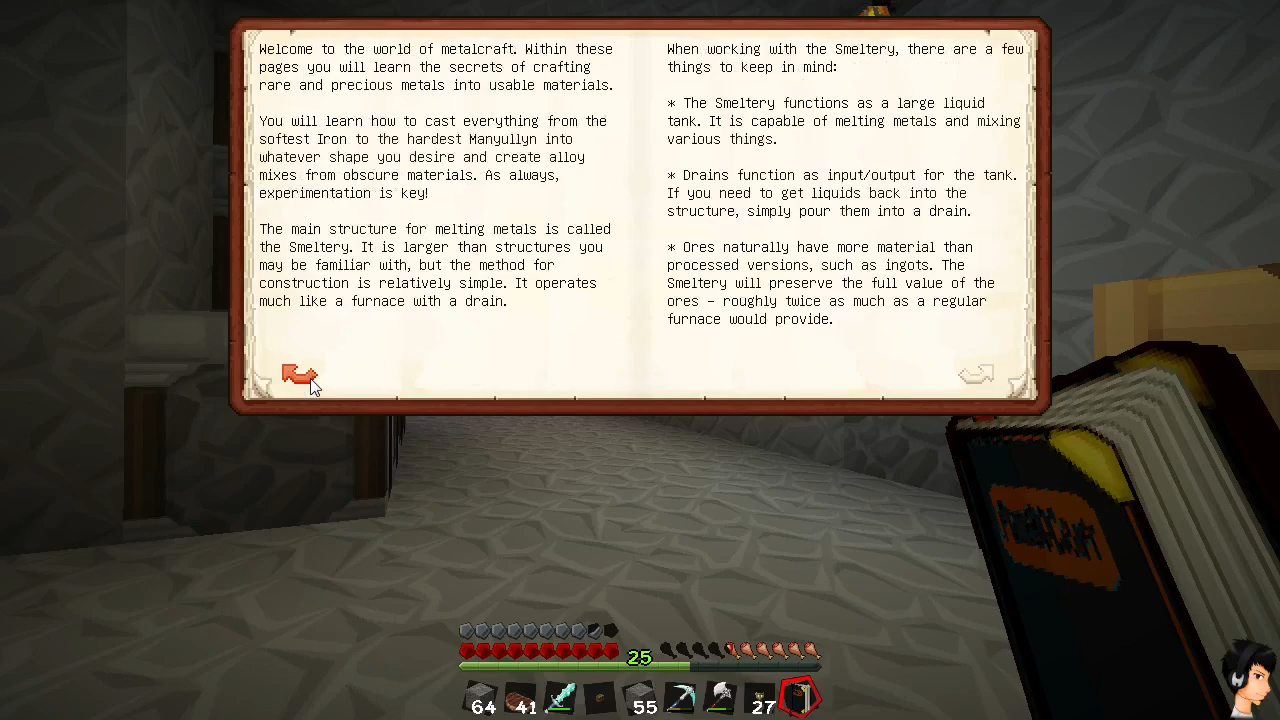 Welcome to the world of metalcraft. Within these
pages you will learn the secrets of crafting
rare and precious metals into usable materials.
You will learn how to cast everything from the
softest Iron to the hardest Manyullyn into
whatever shape you desire and create alloy
mixes from obscure materials. As always,
experimentation is key!
The main structure for melting metals is called
the Smeltery. It is larger than structures you
may be familiar with, but the method for
construction is relatively simple. It operates
much like a furnace with a drain.
When working with the Smeltery, there are a few
things to keep in mind:
* The Smeltery functions as a large liquid
tank. It is capable of melting metals and mixing
various things.
* Drains function as input/output for the tank.
If you need to get liquids back into the
structure, simply pour them into a drain.
* Ores naturally have more material than
processed versions, such as ingots. The
Smeltery will preserve the full value of the
ores – roughly twice as much as a regular
furnace would provide.
25
64 41 55 27